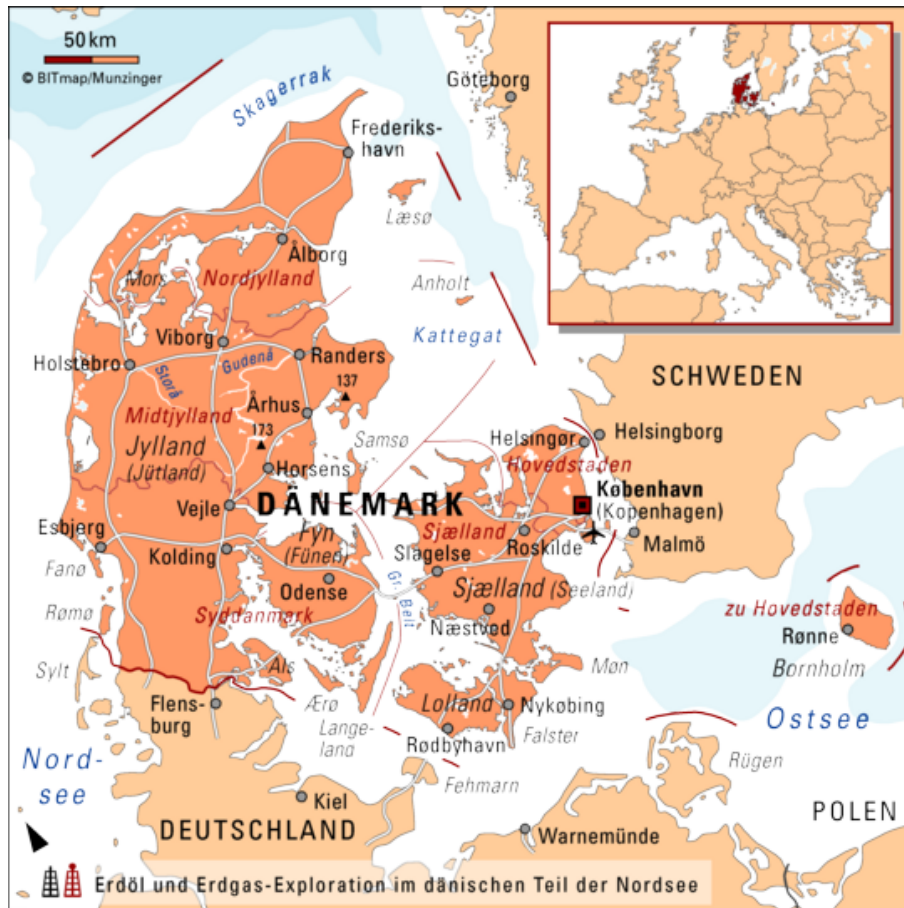 50 km
© BITmap/Munzinger
Skagerrak
Göteborg
Frederiks-
havn
Læsø
Ålborg
Mors
Nordjylland
Anholt
Kattegat
Viborg
Gudenå
Randers
Holstebro
Storå
137
SCHWEDEN
Midtjylland
Århus
173
Jylland
(Jütland)
Samsø
Helsingør
Helsingborg
Hovedstaden
Horsens
DÄNEMARK
København
(Kopenhagen)
Vejle
Sjælland
Esbjerg
Kolding
Fyn
(Fünen)
Slagelse
Roskilde
Malmö
Fanø
Odense
Gr. Belt
Sjælland (Seeland)
Rømø
Syddanmark
Næstved
zu Hovedstaden
Rønne
Sylt
Als
Møn
Bornholm
Flens-
burg
Ærø
Lange-
land
Lolland
Nykøbing
Falster
Ostsee
Rødbyhavn
Nord-
see
Fehmarn
Rügen
Kiel
DEUTSCHLAND
Warnemünde
POLEN
Erdöl und Erdgas-Exploration im dänischen Teil der Nordsee